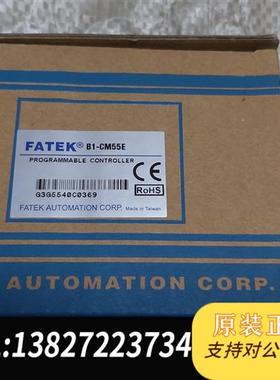 FATEK® B1-CM55E
PROGRAMMABLE CONTROLLER
G3G5540C0369
CE
RoHS
FATEK AUTOMATION CORP. Made in Taiwan
AUTOMATION CORP.
原装正
:13827223734
支持对公